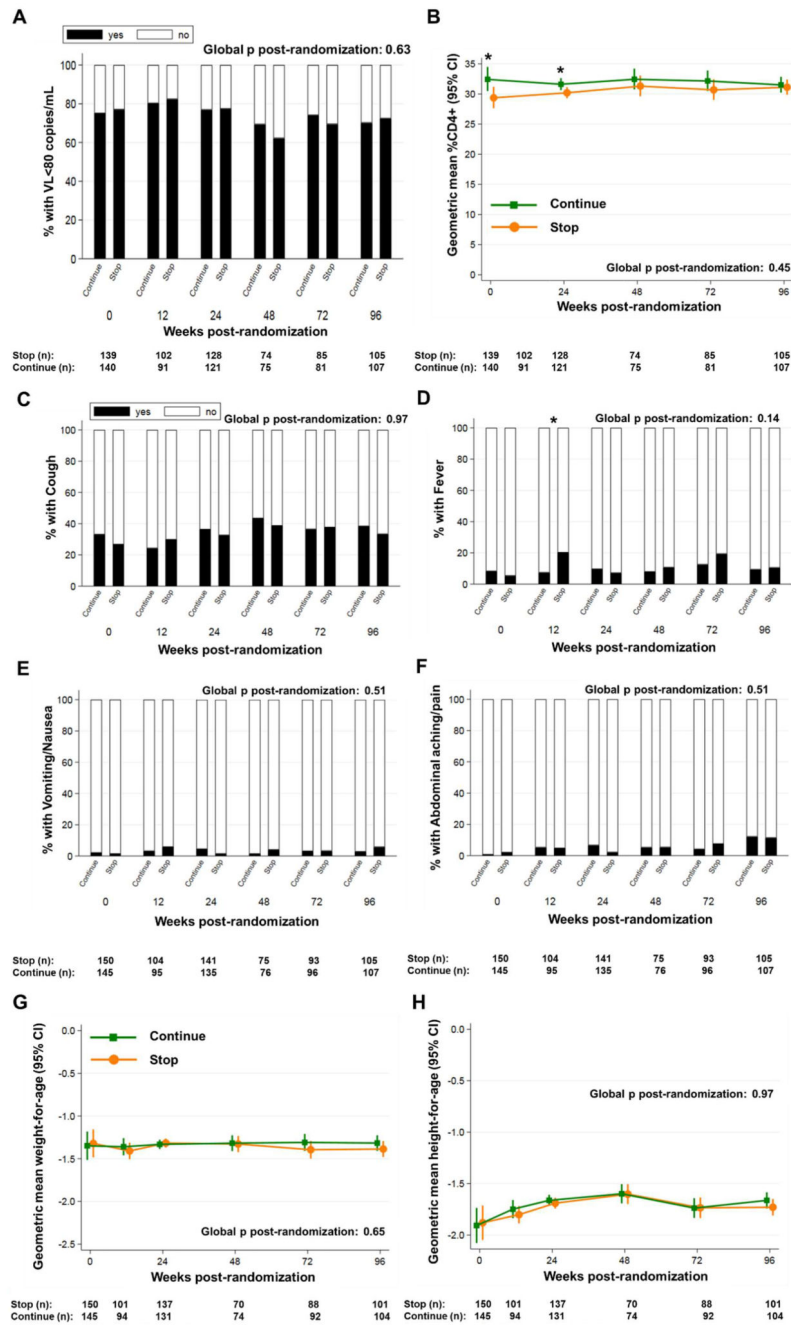 A
yes no
Global p post-randomization: 0.63
% with VL<80 copies/mL
100
80
60
40
20
0
Continue Stop Continue Stop Continue Stop Continue Stop Continue Stop Continue Stop
0 12 24 48 72 96
Weeks post-randomization
Stop (n): 139 102 128 74 85 105
Continue (n): 140 91 121 75 81 107
B
* *
Geometric mean %CD4+ (95% CI)
35
30
25
20
15
10
5
0
Continue
Stop
Global p post-randomization: 0.45
0 24 48 72 96
Weeks post-randomization
Stop (n): 139 102 128 74 85 105
Continue (n): 140 91 121 75 81 107
C
yes no
Global p post-randomization: 0.97
% with Cough
100
80
60
40
20
0
Continue Stop Continue Stop Continue Stop Continue Stop Continue Stop Continue Stop
0 12 24 48 72 96
Weeks post-randomization
D
*
Global p post-randomization: 0.14
% with Fever
100
80
60
40
20
0
Continue Stop Continue Stop Continue Stop Continue Stop Continue Stop Continue Stop
0 12 24 48 72 96
Weeks post-randomization
E
Global p post-randomization: 0.51
% with Vomiting/Nausea
100
80
60
40
20
0
Continue Stop Continue Stop Continue Stop Continue Stop Continue Stop Continue Stop
0 12 24 48 72 96
Weeks post-randomization
Stop (n): 150 104 141 75 93 105
Continue (n): 145 95 135 76 96 107
F
Global p post-randomization: 0.51
% with Abdominal aching/pain
100
80
60
40
20
0
Continue Stop Continue Stop Continue Stop Continue Stop Continue Stop Continue Stop
0 12 24 48 72 96
Weeks post-randomization
Stop (n): 150 104 141 75 93 105
Continue (n): 145 95 135 76 96 107
G
Geometric mean weight-for-age (95% CI)
0.0
-0.5
-1.0
-1.5
-2.0
-2.5
Continue
Stop
Global p post-randomization: 0.65
0 24 48 72 96
Weeks post-randomization
Stop (n): 150 101 137 70 88 101
Continue (n): 145 94 131 74 92 104
H
Geometric mean height-for-age (95% CI)
0.0
-0.5
-1.0
-1.5
-2.0
Global p post-randomization: 0.97
0 24 48 72 96
Weeks post-randomization
Stop (n): 150 101 137 70 88 101
Continue (n): 145 94 131 74 92 104